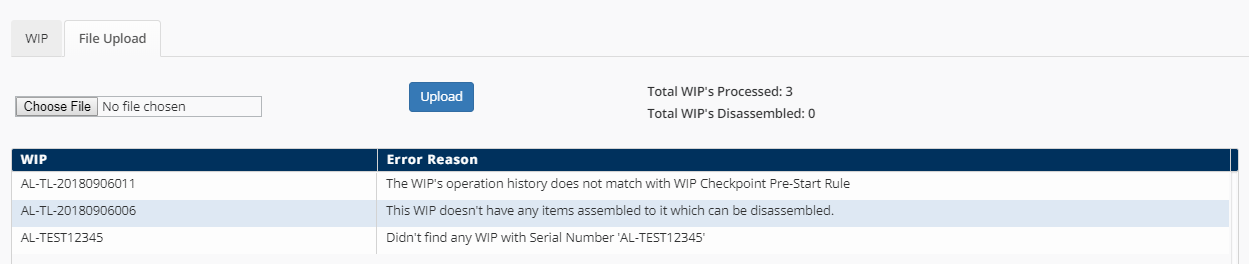 WIP File Upload
Choose File No file chosen Upload Total WIP's Processed: 3
Total WIP's Disassembled: 0
WIP Error Reason
AL-TL-20180906011 The WIP's operation history does not match with WIP Checkpoint Pre-Start Rule
AL-TL-20180906006 This WIP doesn't have any items assembled to it which can be disassembled.
AL-TEST12345 Didn't find any WIP with Serial Number 'AL-TEST12345'